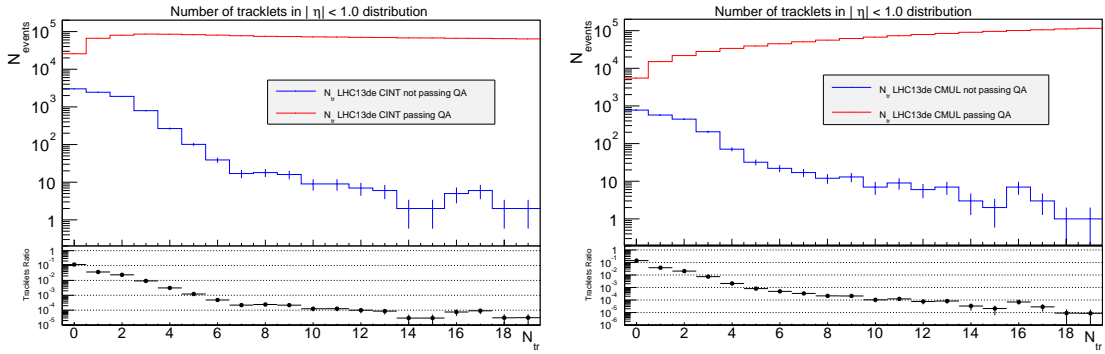 Number of tracklets in | η| < 1.0 distribution
N_events
10^5
10^4
10^3
10^2
10
1
N_tr LHC13de CINT not passing QA
N_tr LHC13de CINT passing QA
Tracklets Ratio
1
10^-1
10^-2
10^-3
10^-4
10^-5
0 2 4 6 8 10 12 14 16 18
N_tr
Number of tracklets in | η| < 1.0 distribution
N_events
10^5
10^4
10^3
10^2
10
1
N_tr LHC13de CMUL not passing QA
N_tr LHC13de CMUL passing QA
Tracklets Ratio
1
10^-1
10^-2
10^-3
10^-4
10^-5
10^-6
0 2 4 6 8 10 12 14 16 18
N_tr